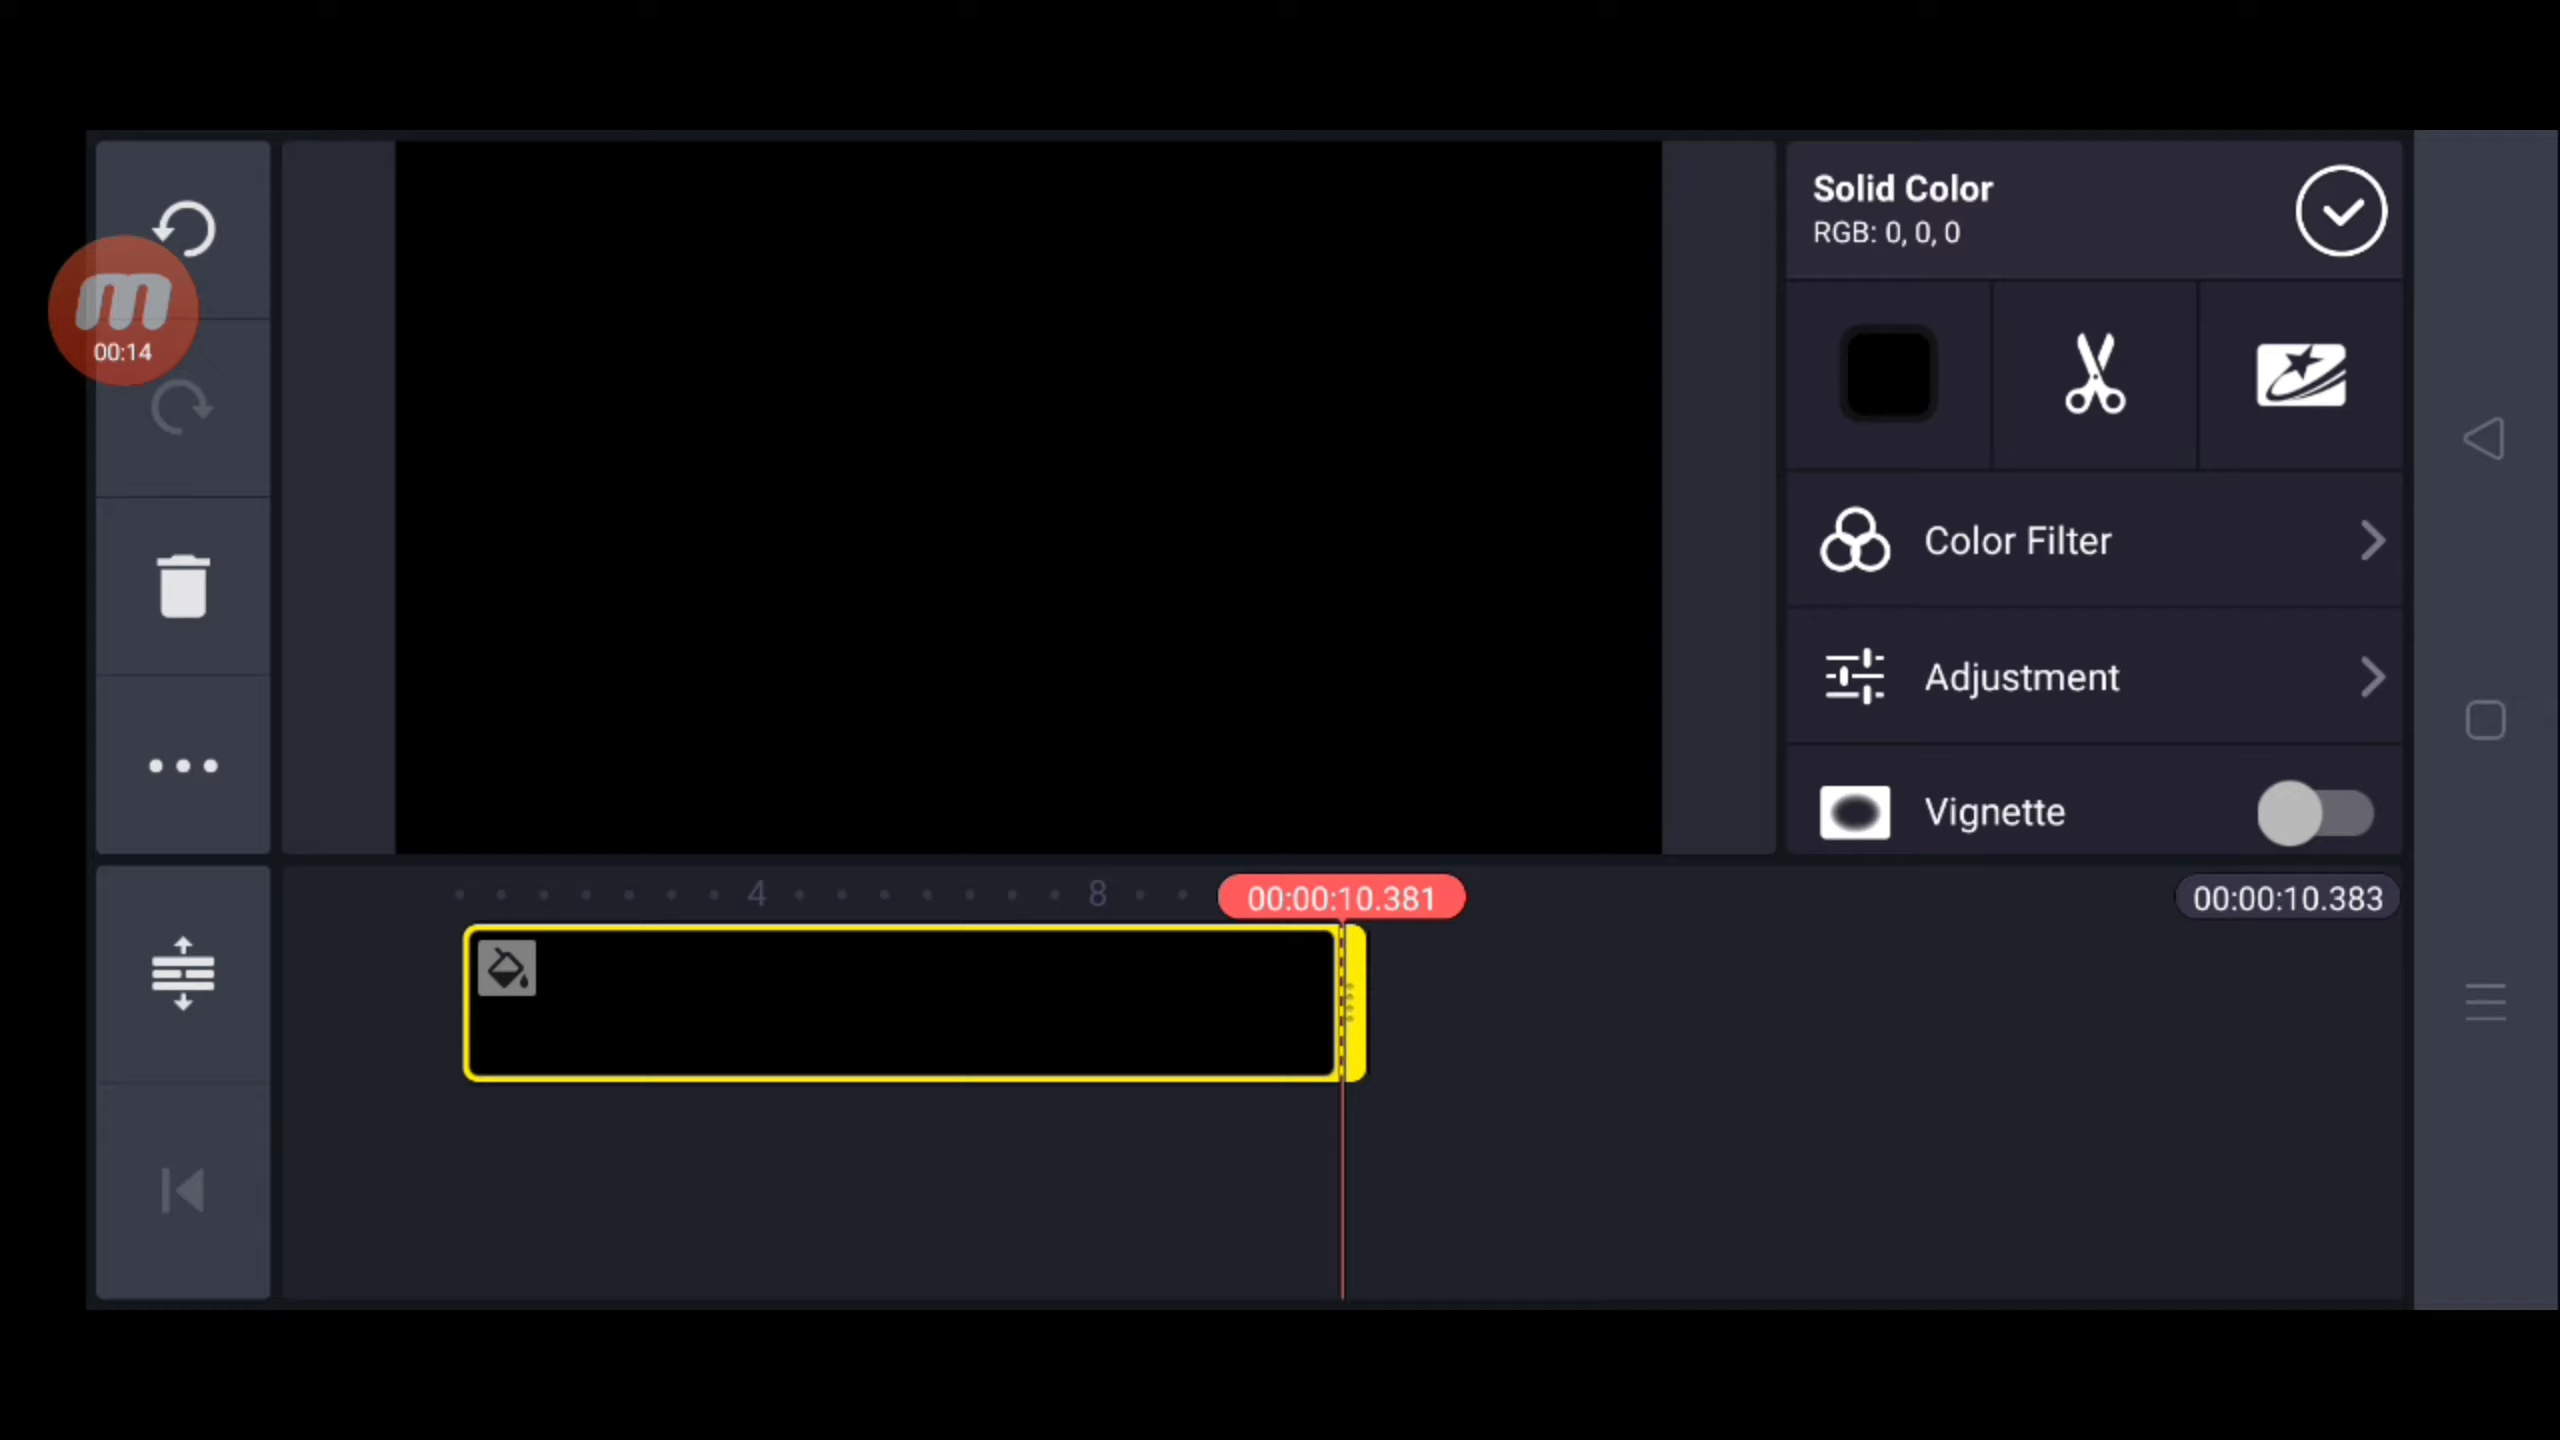 Solid Color
RGB: 0, 0, 0
m
00:14
Color Filter
Adjustment
Vignette
4
8
00:00:10.381
00:00:10.383